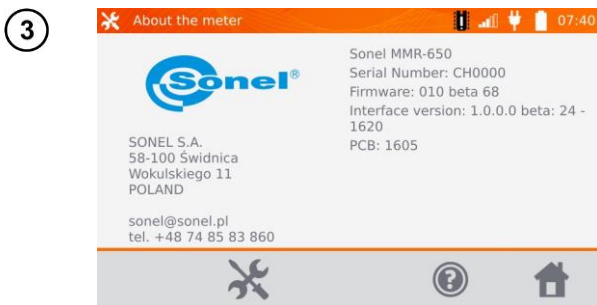 3
About the meter
07:40
Sonel®
SONEL S.A.
58-100 Świdnica
Wokulskiego 11
POLAND
sonel@sonel.pl
tel. +48 74 85 83 860
Sonel MMR-650
Serial Number: CH0000
Firmware: 010 beta 68
Interface version: 1.0.0.0 beta: 24 -
1620
PCB: 1605
?